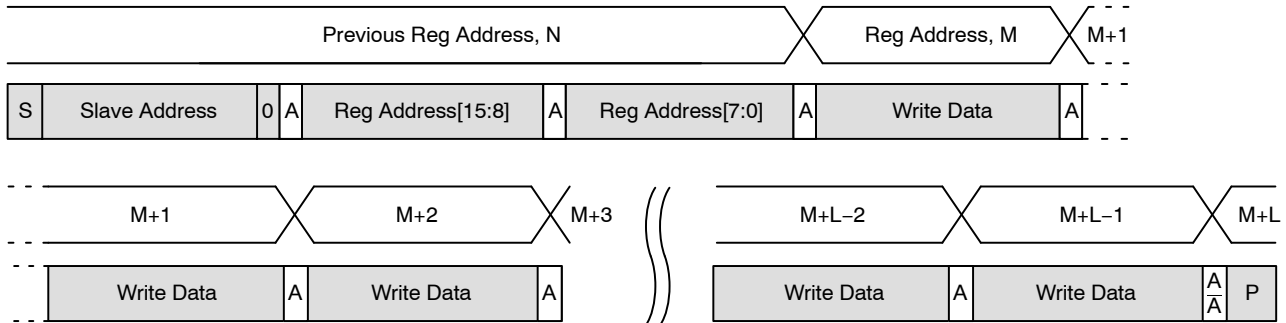 Previous Reg Address, N Reg Address, M M+1
S Slave Address 0 A Reg Address[15:8] A Reg Address[7:0] A Write Data A
M+1 M+2 M+3 M+L−2 M+L−1 M+L
Write Data A Write Data A Write Data A Write Data A/A̅ P